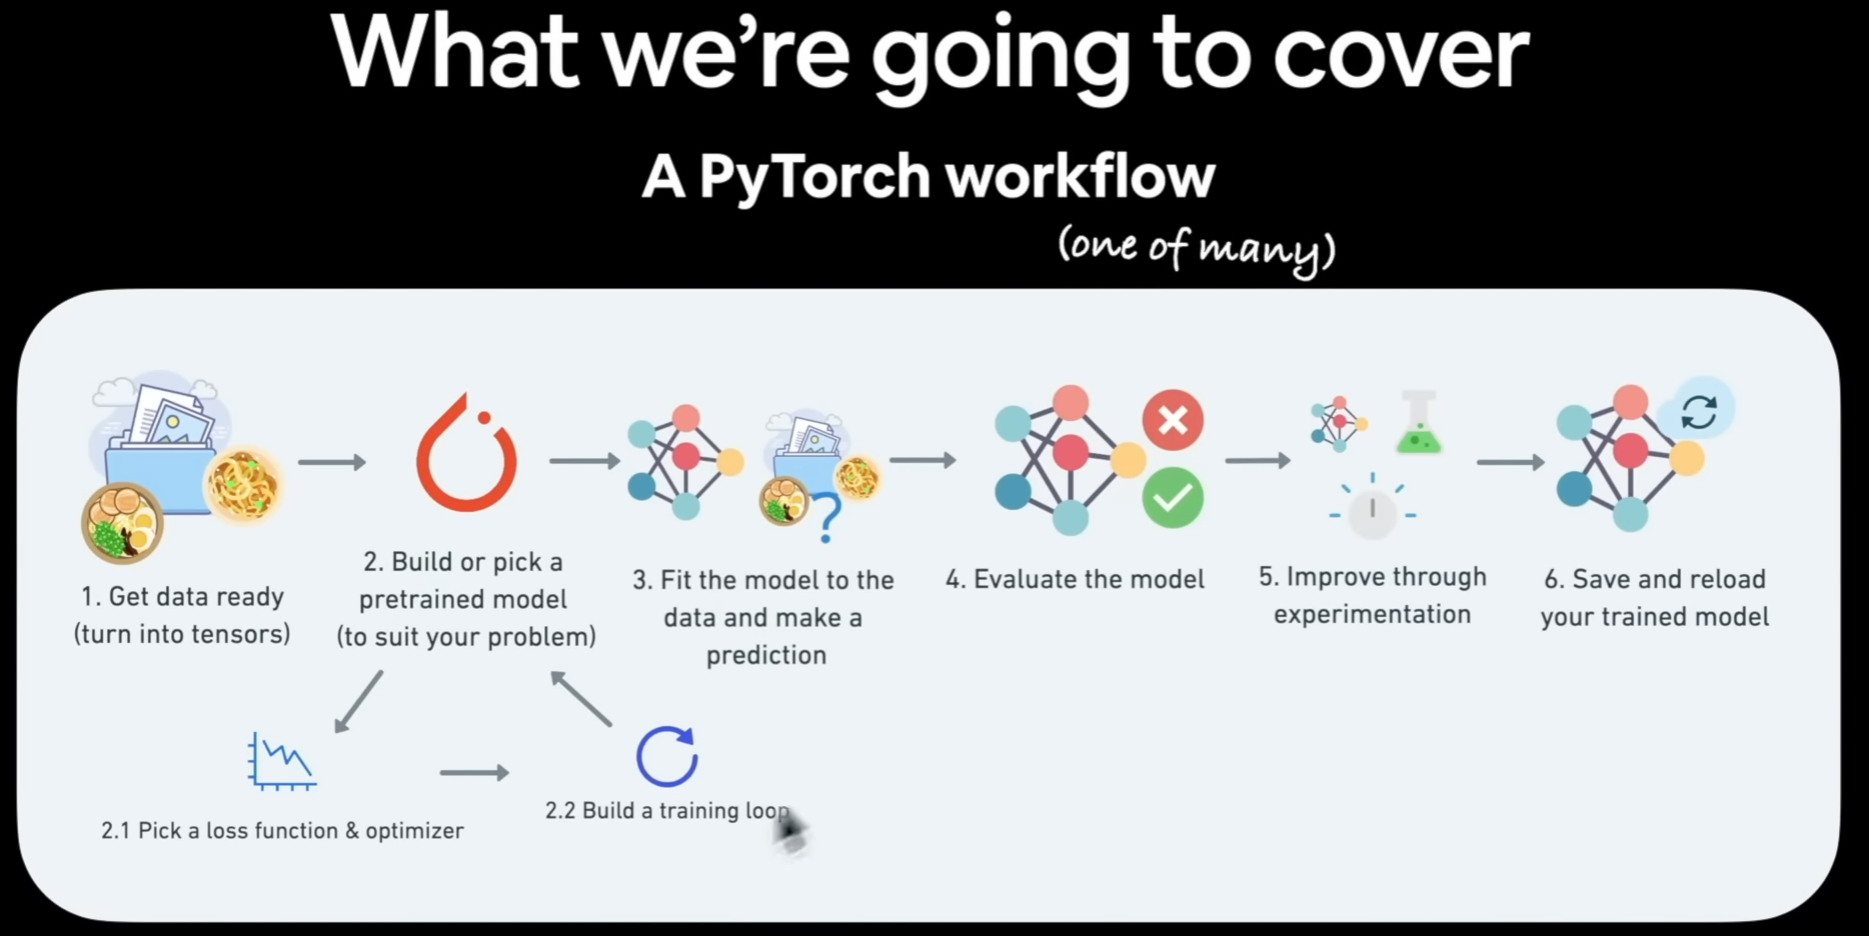 What we're going to cover
A PyTorch workflow
(one of many)
1. Get data ready
(turn into tensors)
2. Build or pick a
pretrained model
(to suit your problem)
3. Fit the model to the
data and make a
prediction
4. Evaluate the model
5. Improve through
experimentation
6. Save and reload
your trained model
2.1 Pick a loss function & optimizer
2.2 Build a training loop